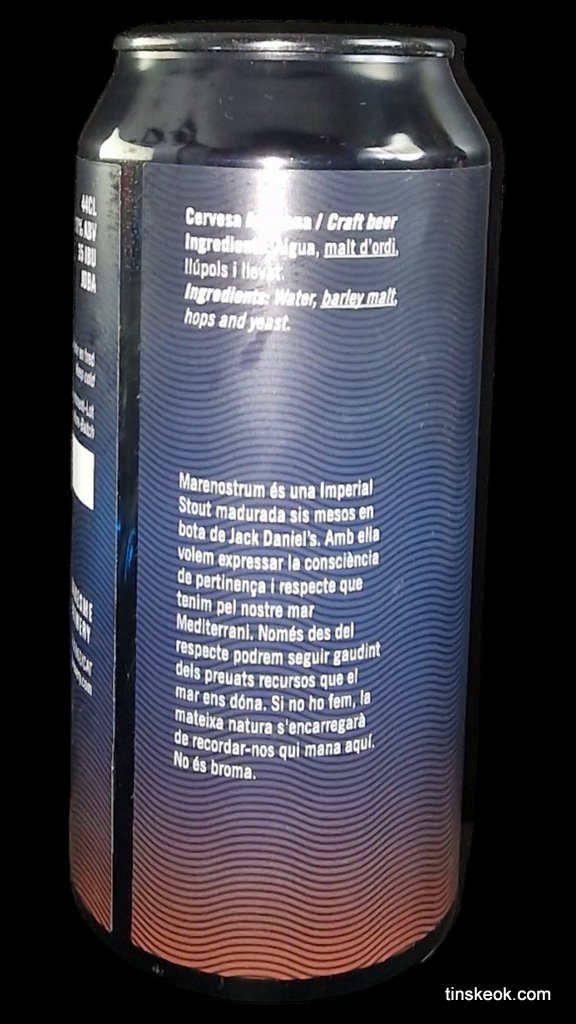 44CL
ABV
35 IBU
Cervesa / Craft beer
malt d'ordi,
llúpols i llevat.
Ingredients: Water, barley malt,
hops and yeast.
Marenostrum és una Imperial
Stout madurada sis mesos en
bota de Jack Daniel's. Amb ella
volem expressar la consciència
de pertinença i respecte que
tenim pel nostre mar
Mediterrani. Només des del
respecte podrem seguir gaudint
dels preuats recursos que el
mar ens dóna. Si no ho fem, la
mateixa natura s'encarregarà
de recordar-nos qui mana aquí.
No és broma.
tinskeok.com